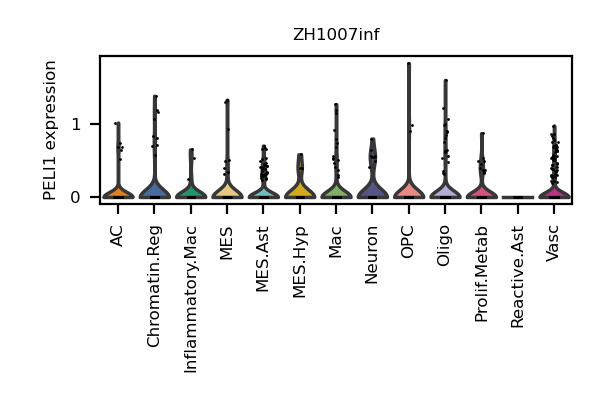 ZH1007inf
PELI1 expression
1
0
AC
Chromatin.Reg
Inflammatory.Mac
MES
MES.Ast
MES.Hyp
Mac
Neuron
OPC
Oligo
Prolif.Metab
Reactive.Ast
Vasc